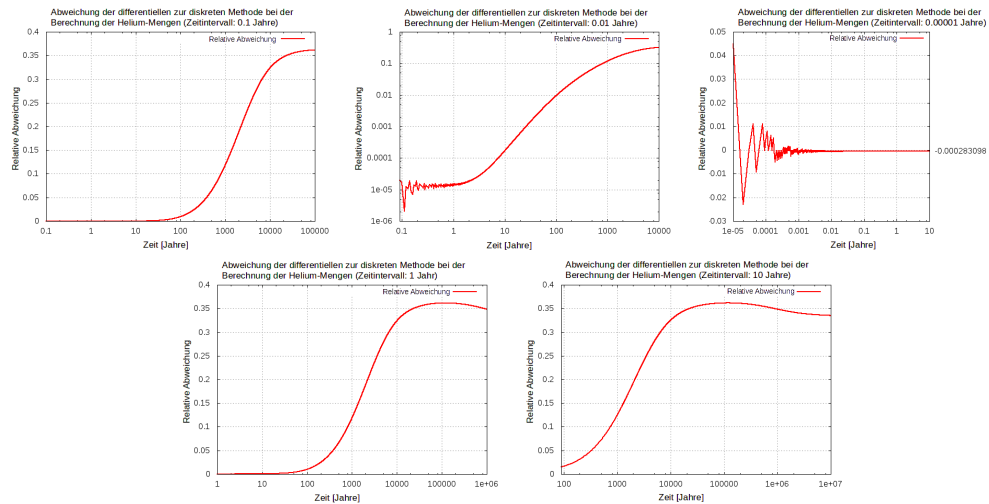 Abweichung der differentiellen zur diskreten Methode bei der
Berechnung der Helium-Mengen (Zeitintervall: 0.1 Jahre)
Relative Abweichung
0.4
0.35
0.3
0.25
0.2
0.15
0.1
0.05
0
Relative Abweichung
0.1
1
10
100
1000
10000
100000
Zeit [Jahre]
Abweichung der differentiellen zur diskreten Methode bei der
Berechnung der Helium-Mengen (Zeitintervall: 0.01 Jahre)
Relative Abweichung
1
0.1
0.01
0.001
0.0001
1e-05
1e-06
Relative Abweichung
0.1
1
10
100
1000
10000
Zeit [Jahre]
Abweichung der differentiellen zur diskreten Methode bei der
Berechnung der Helium-Mengen (Zeitintervall: 0.00001 Jahre)
Relative Abweichung
0.05
0.04
0.03
0.02
0.01
0
0.01
0.02
0.03
Relative Abweichung
-0.000283098
1e-05
0.0001
0.001
0.01
0.1
1
10
Zeit [Jahre]
Abweichung der differentiellen zur diskreten Methode bei der
Berechnung der Helium-Mengen (Zeitintervall: 1 Jahr)
Relative Abweichung
0.4
0.35
0.3
0.25
0.2
0.15
0.1
0.05
0
Relative Abweichung
1
10
100
1000
10000
100000
1e+06
Zeit [Jahre]
Abweichung der differentiellen zur diskreten Methode bei der
Berechnung der Helium-Mengen (Zeitintervall: 10 Jahre)
Relative Abweichung
0.4
0.35
0.3
0.25
0.2
0.15
0.1
0.05
0
Relative Abweichung
100
1000
10000
100000
1e+06
1e+07
Zeit [Jahre]